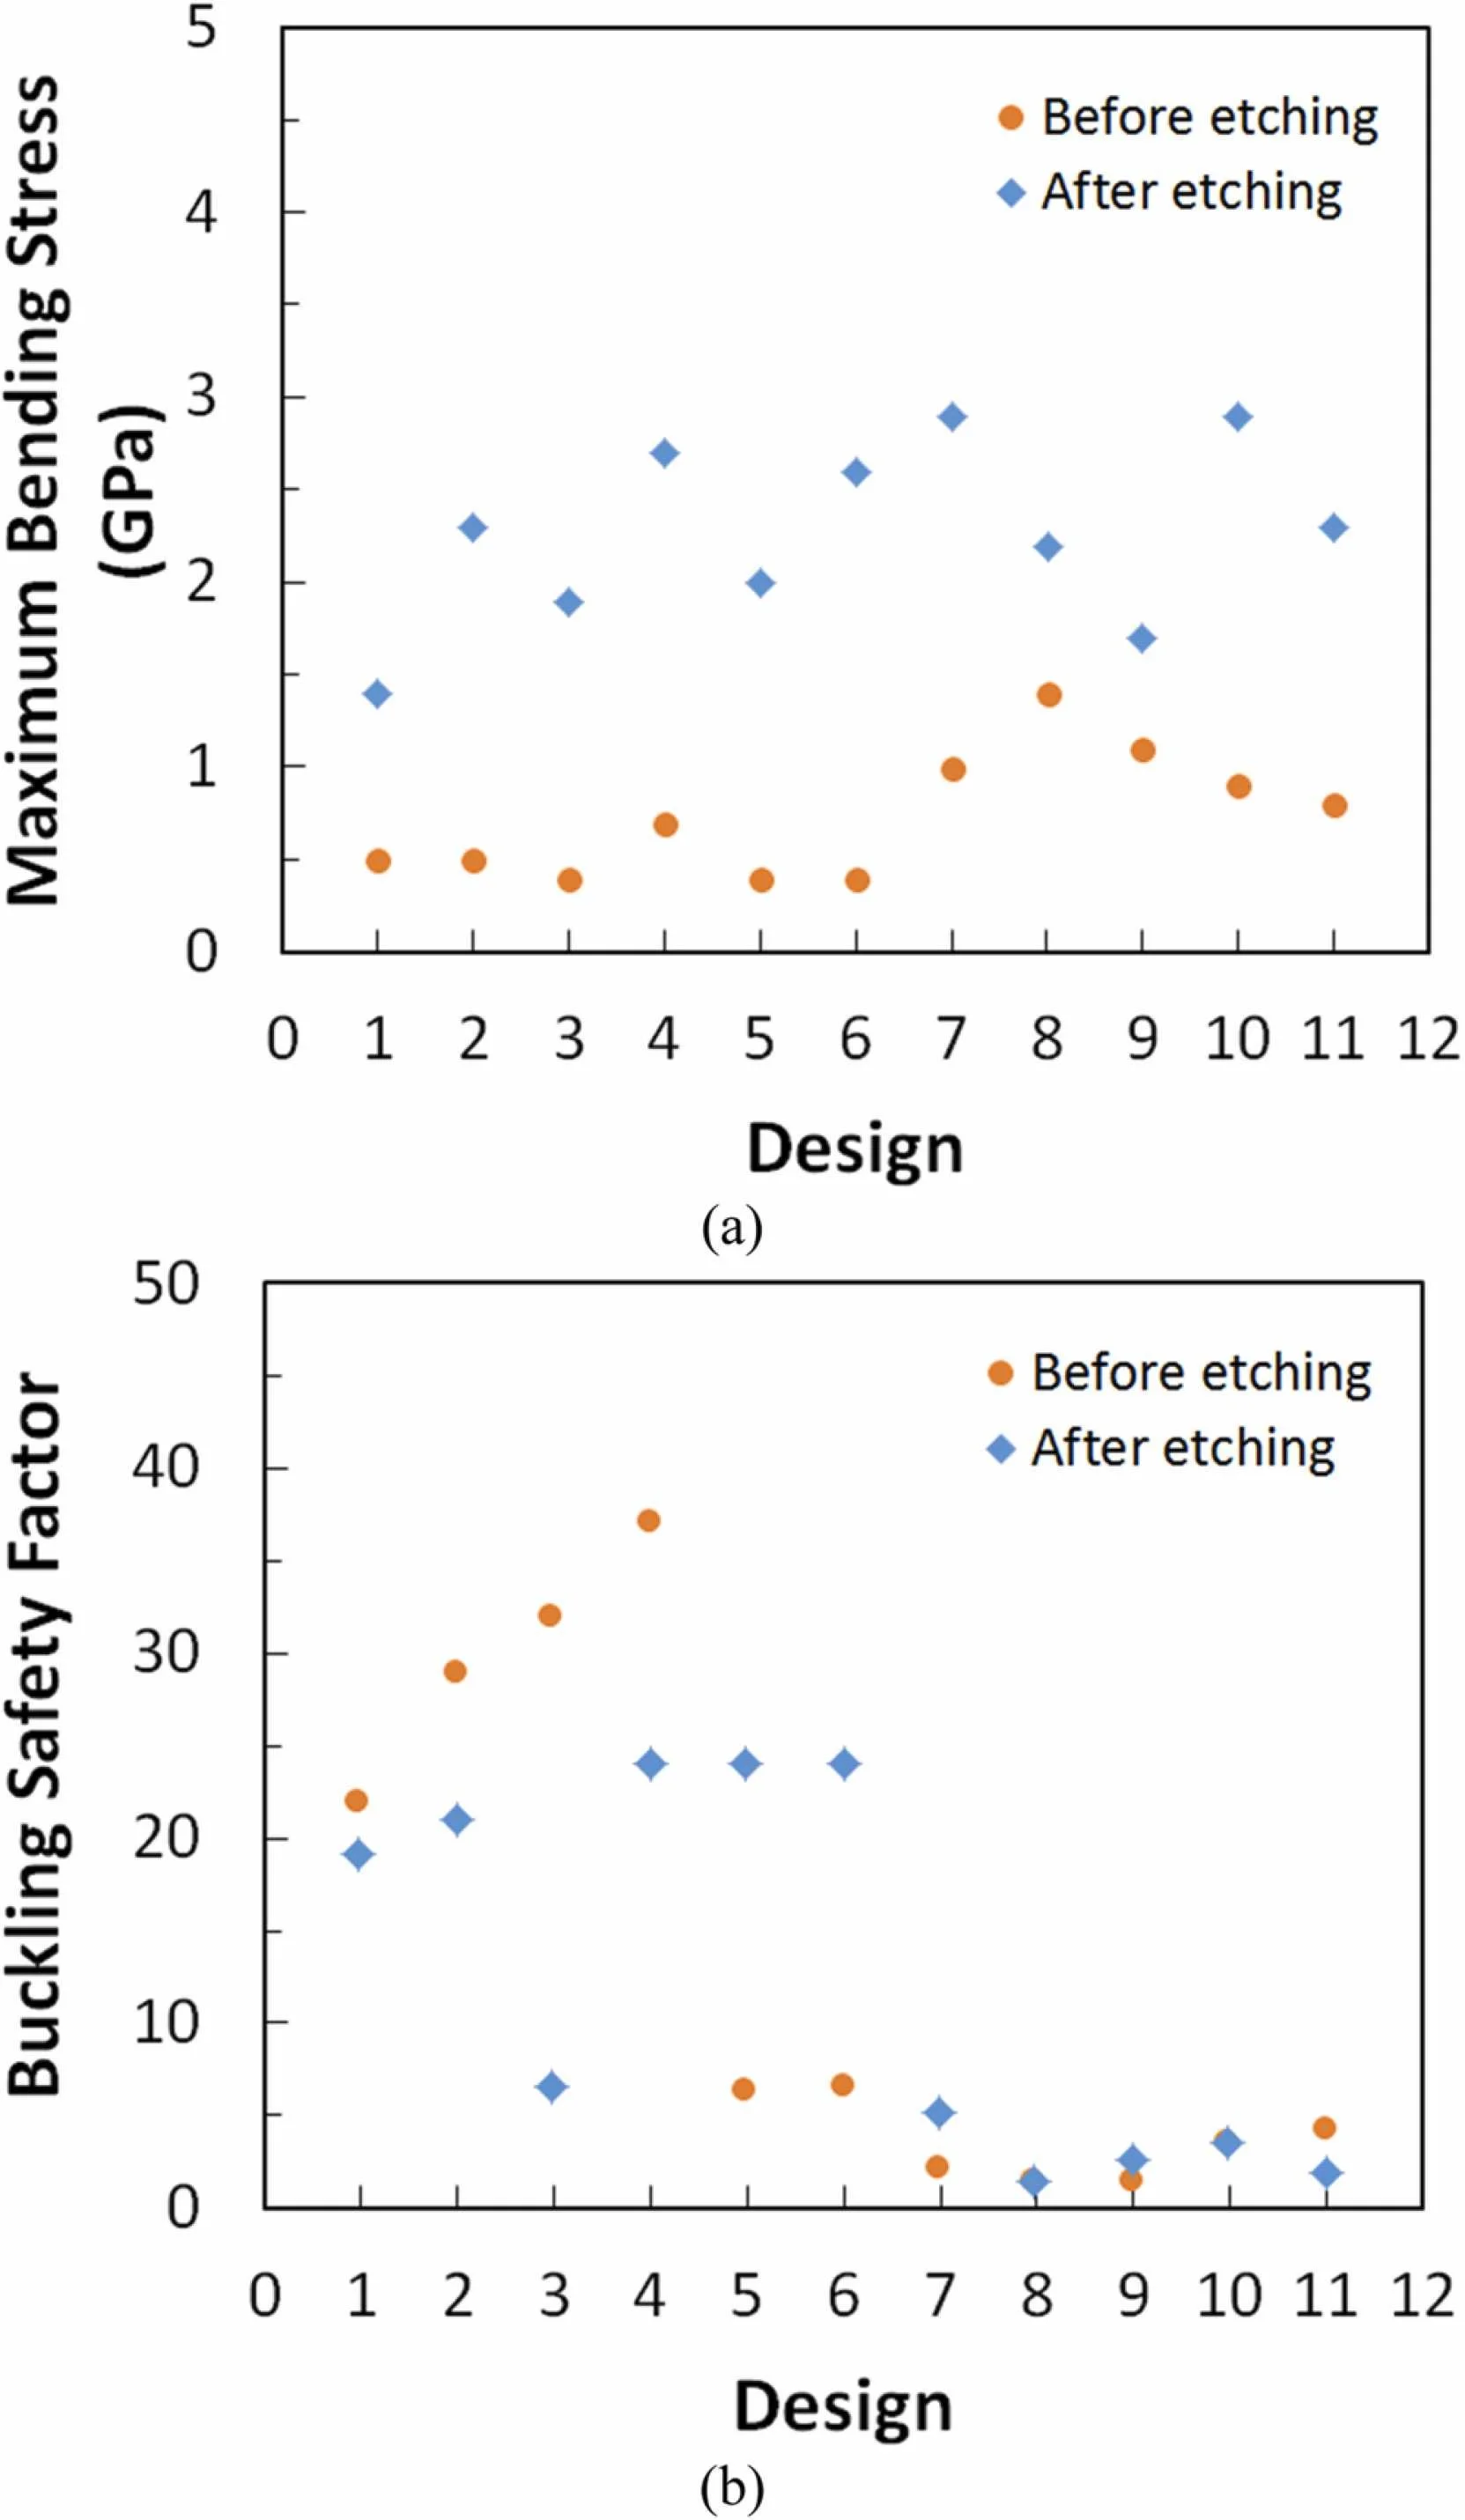 5
4
3
2
1
0
Maximum Bending Stress
(GPa)
Before etching
After etching
0 1 2 3 4 5 6 7 8 9 10 11 12
Design
(a)
50
40
30
20
10
0
Buckling Safety Factor
Before etching
After etching
0 1 2 3 4 5 6 7 8 9 10 11 12
Design
(b)